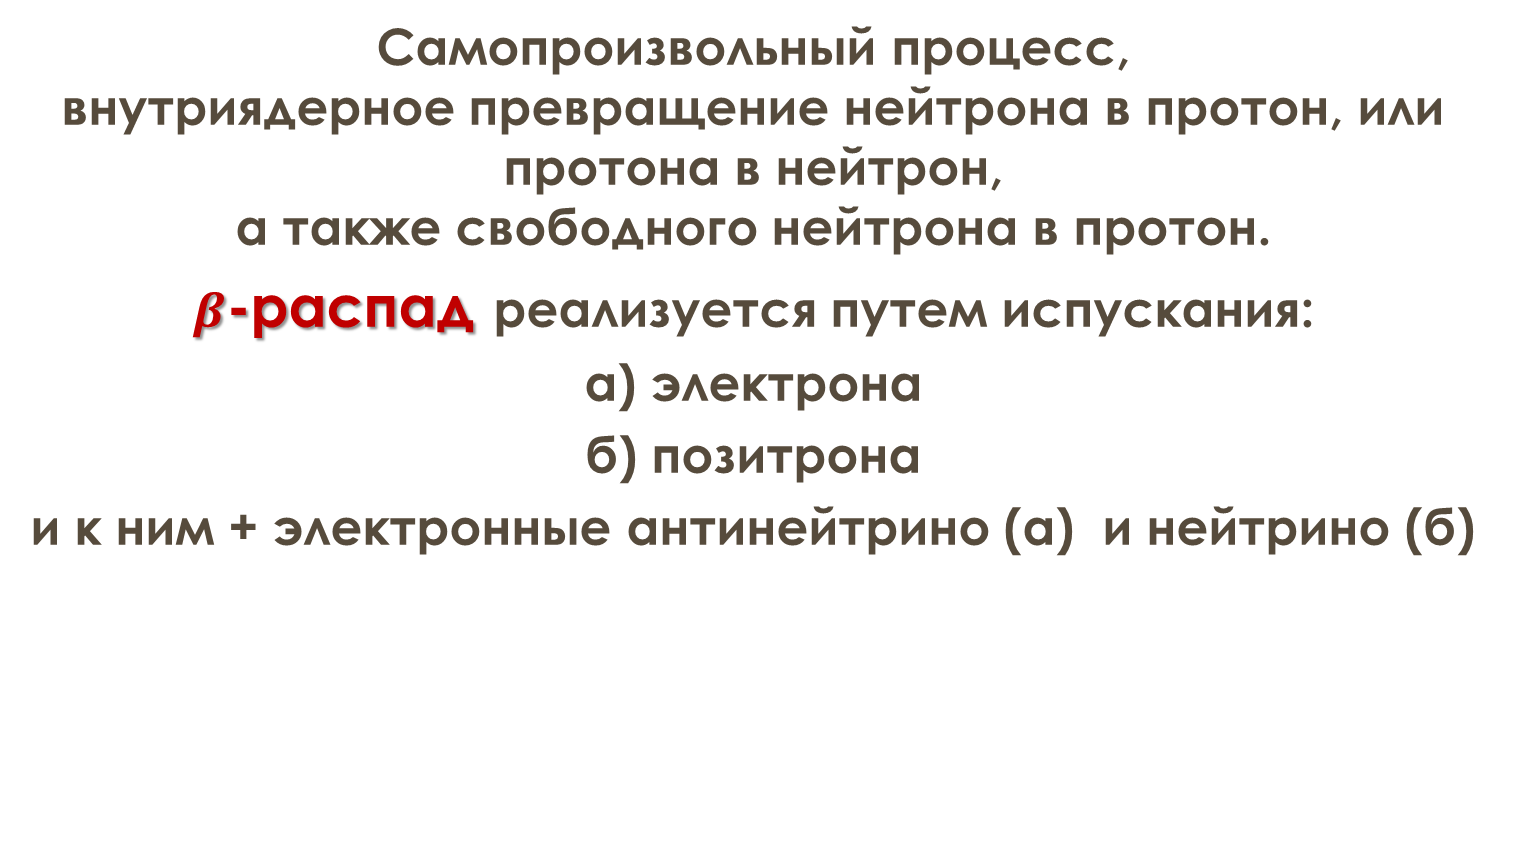 Самопроизвольный процесс,
внутриядерное превращение нейтрона в протон, или
протона в нейтрон,
а также свободного нейтрона в протон.
β-распад реализуется путем испускания:
а) электрона
б) позитрона
и к ним + электронные антинейтрино (а) и нейтрино (б)